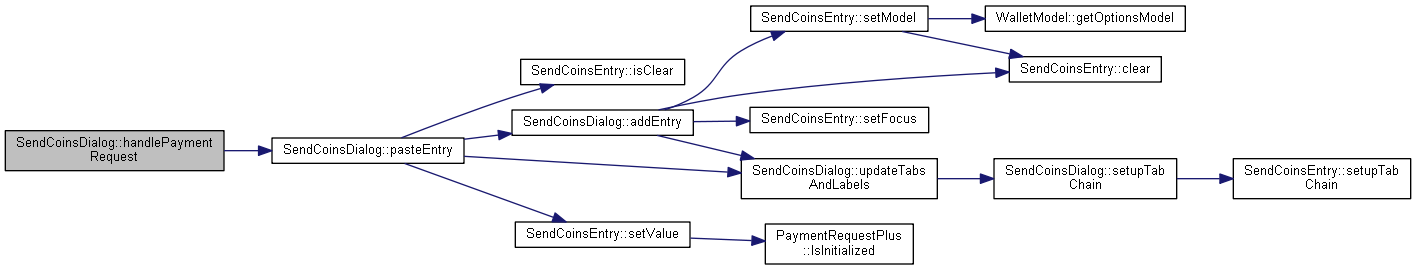 SendCoinsDialog::handlePayment
Request
SendCoinsDialog::pasteEntry
SendCoinsEntry::isClear
SendCoinsDialog::addEntry
SendCoinsEntry::setValue
SendCoinsEntry::setModel
SendCoinsEntry::setFocus
SendCoinsDialog::updateTabs
AndLabels
PaymentRequestPlus
::IsInitialized
WalletModel::getOptionsModel
SendCoinsEntry::clear
SendCoinsDialog::setupTab
Chain
SendCoinsEntry::setupTab
Chain